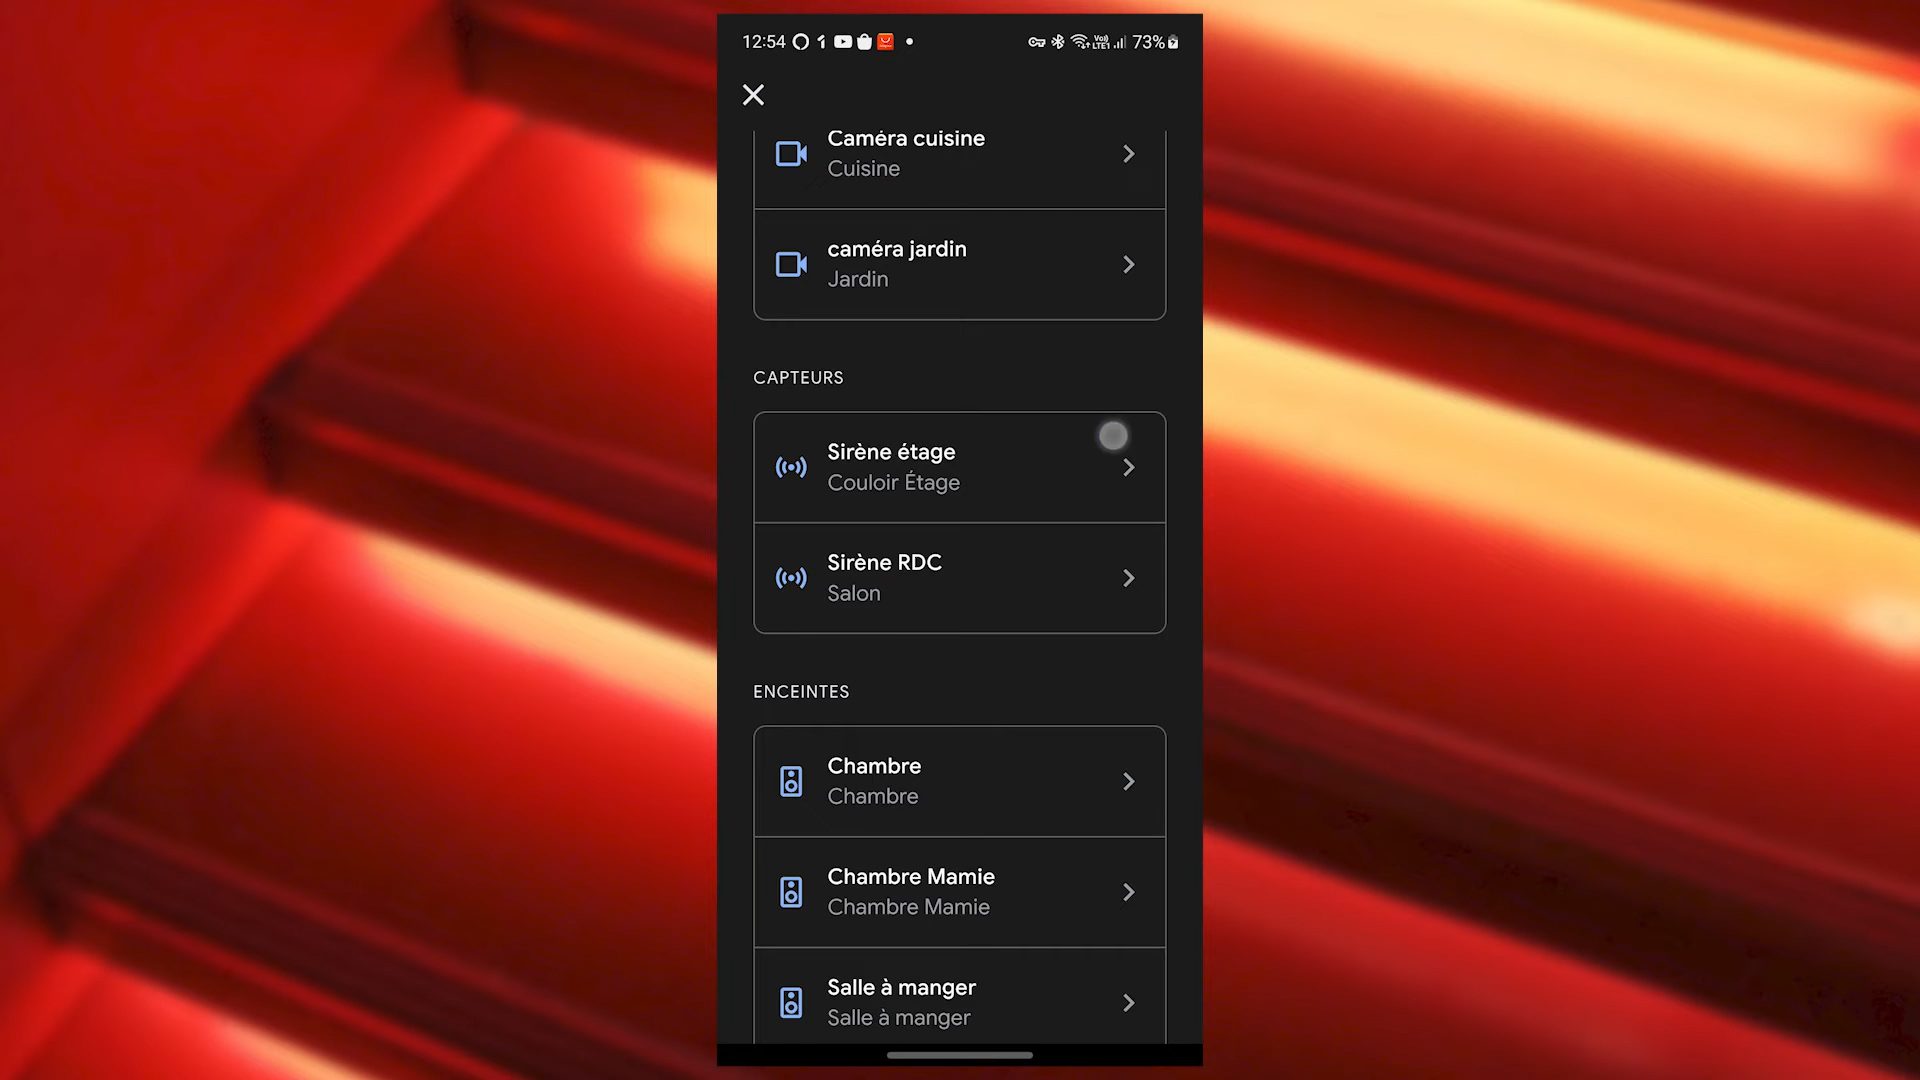 12:54
73%
Caméra cuisine
Cuisine
caméra jardin
Jardin
CAPTEURS
Sirène étage
Couloir Étage
Sirène RDC
Salon
ENCEINTES
Chambre
Chambre
Chambre Mamie
Chambre Mamie
Salle à manger
Salle à manger